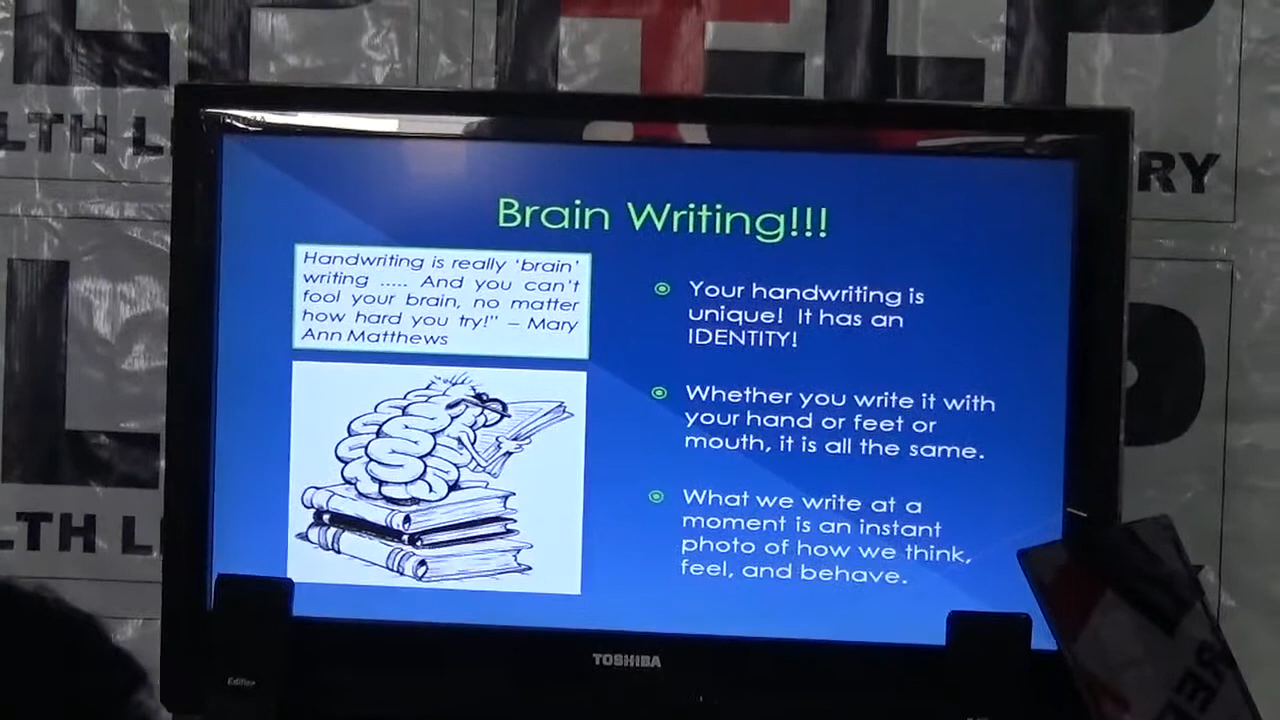 ELP
LTH L
RY
Brain Writing!!!
Handwriting is really ‘brain’
writing ..... And you can’t
fool your brain, no matter
how hard you try!” – Mary
Ann Matthews
Your handwriting is
unique! It has an
IDENTITY!
Whether you write it with
your hand or feet or
mouth, it is all the same.
What we write at a
moment is an instant
photo of how we think,
feel, and behave.
LTH L
TOSHIBA
Edifier